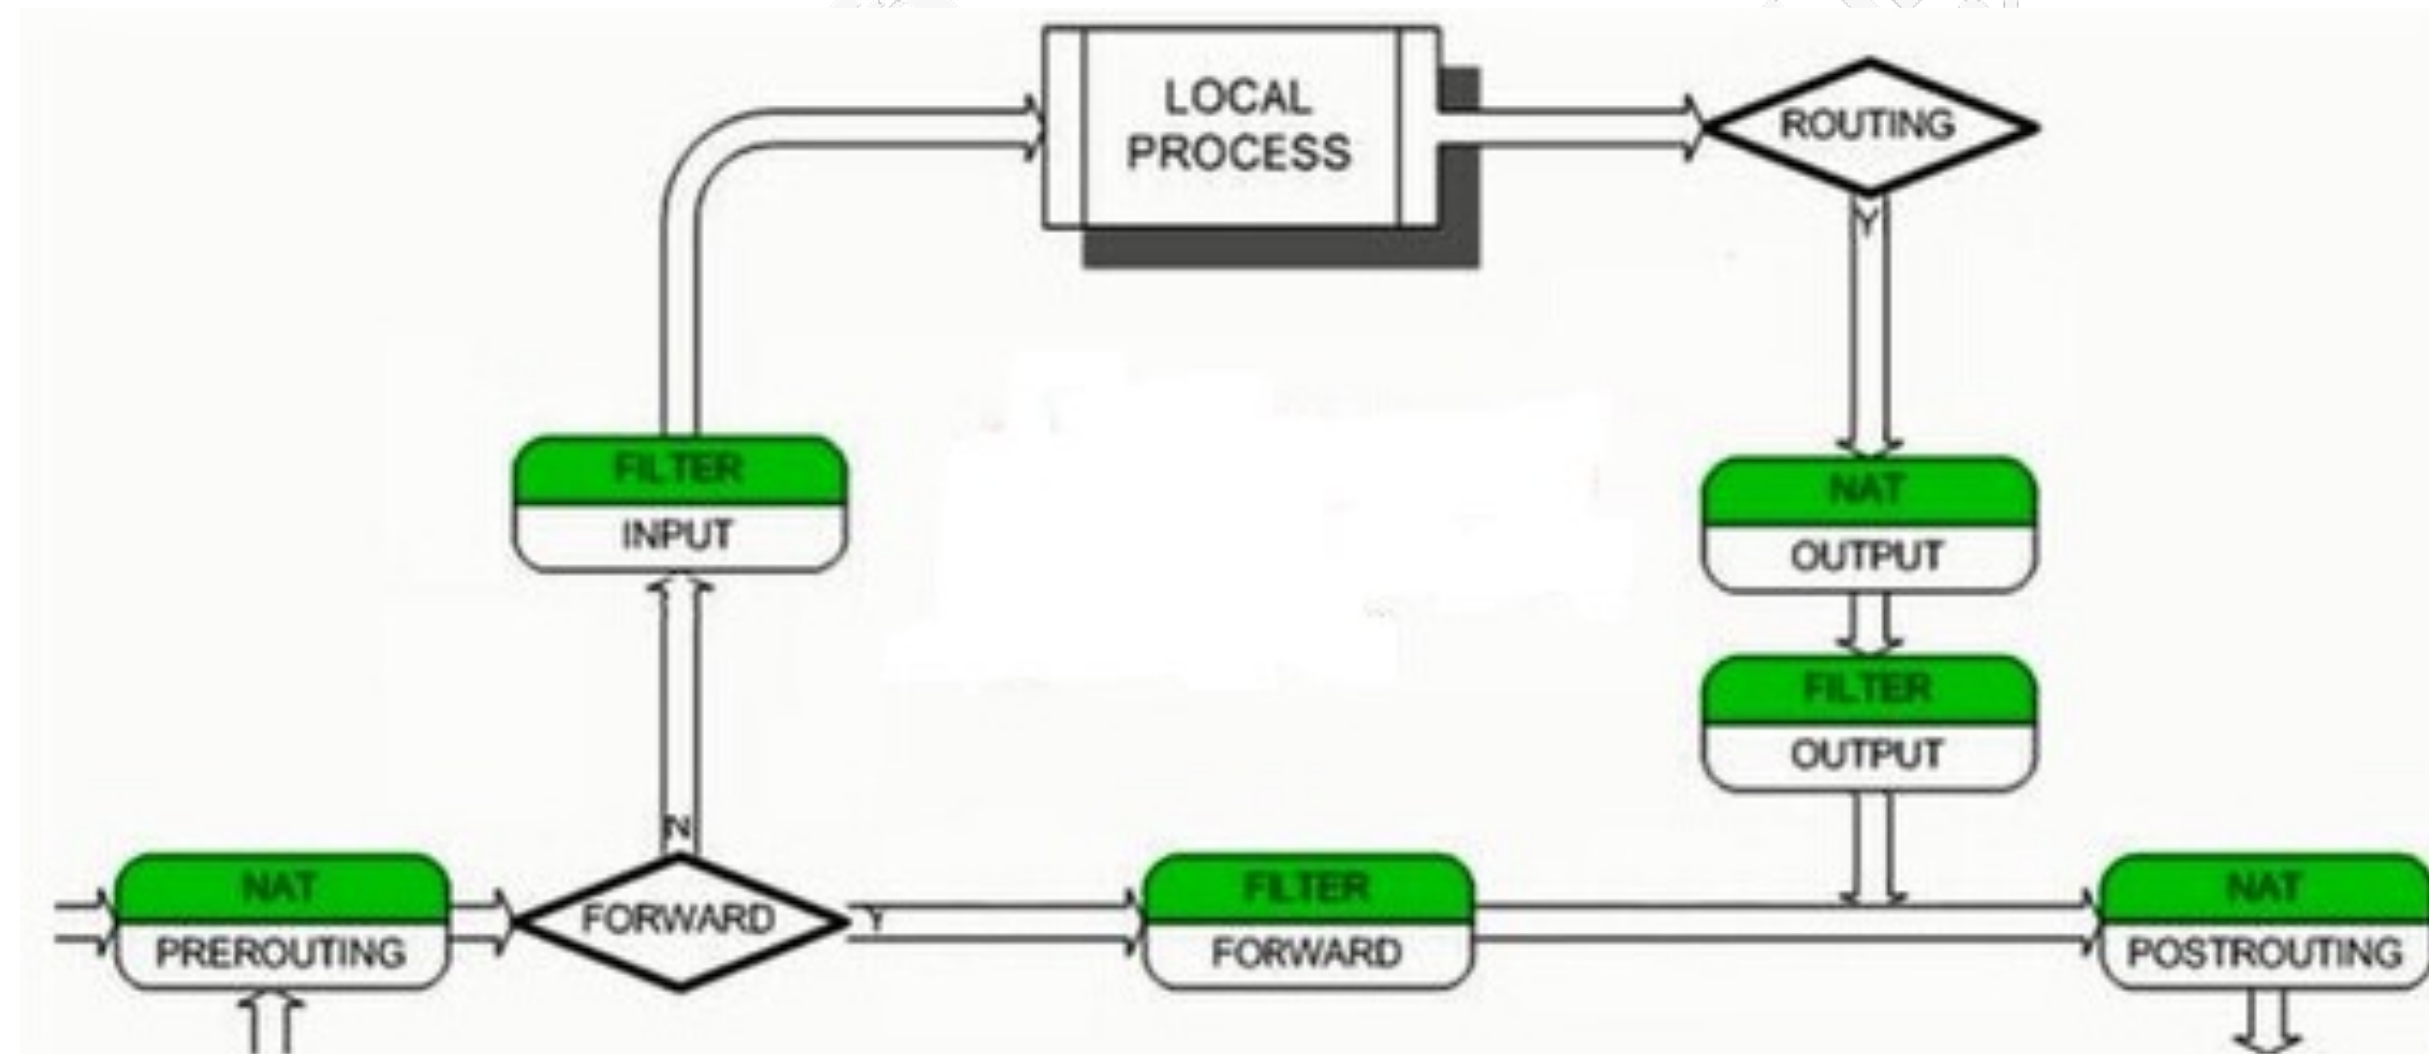 LOCAL
PROCESS
ROUTING
Y
FILTER
INPUT
NAT
OUTPUT
FILTER
OUTPUT
N
NAT
PREROUTING
FORWARD
Y
FILTER
FORWARD
NAT
POSTROUTING